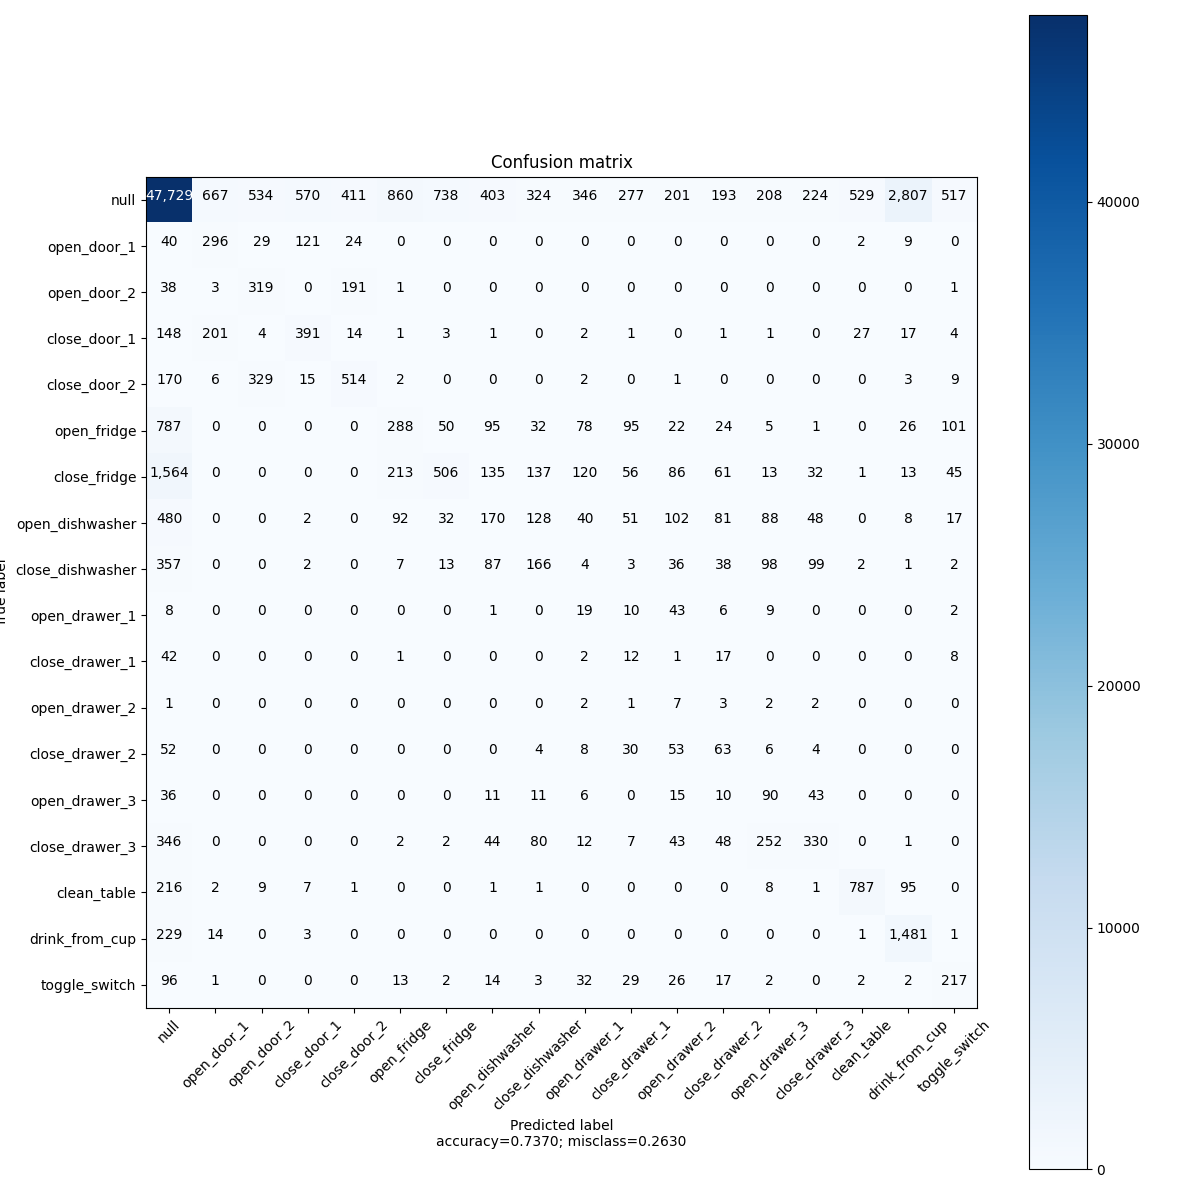 Confusion matrix
null 47,729 667 534 570 411 860 738 403 324 346 277 201 193 208 224 529 2,807 517
open_door_1 40 296 29 121 24 0 0 0 0 0 0 0 0 0 0 2 9 0
open_door_2 38 3 319 0 191 1 0 0 0 0 0 0 0 0 0 0 0 1
close_door_1 148 201 4 391 14 1 3 1 0 2 1 0 1 1 0 27 17 4
close_door_2 170 6 329 15 514 2 0 0 0 2 0 1 0 0 0 0 3 9
open_fridge 787 0 0 0 0 288 50 95 32 78 95 22 24 5 1 0 26 101
close_fridge 1,564 0 0 0 0 213 506 135 137 120 56 86 61 13 32 1 13 45
open_dishwasher 480 0 0 2 0 92 32 170 128 40 51 102 81 88 48 0 8 17
close_dishwasher 357 0 0 2 0 7 13 87 166 4 3 36 38 98 99 2 1 2
open_drawer_1 8 0 0 0 0 0 0 1 0 19 10 43 6 9 0 0 0 2
close_drawer_1 42 0 0 0 0 1 0 0 0 2 12 1 17 0 0 0 0 8
open_drawer_2 1 0 0 0 0 0 0 0 0 2 1 7 3 2 2 0 0 0
close_drawer_2 52 0 0 0 0 0 0 0 4 8 30 53 63 6 4 0 0 0
open_drawer_3 36 0 0 0 0 0 0 11 11 6 0 15 10 90 43 0 0 0
close_drawer_3 346 0 0 0 0 2 2 44 80 12 7 43 48 252 330 0 1 0
clean_table 216 2 9 7 1 0 0 1 1 0 0 0 0 8 1 787 95 0
drink_from_cup 229 14 0 3 0 0 0 0 0 0 0 0 0 0 0 1 1,481 1
toggle_switch 96 1 0 0 0 13 2 14 3 32 29 26 17 2 0 2 2 217
null open_door_1 open_door_2 close_door_1 close_door_2 open_fridge close_fridge open_dishwasher close_dishwasher open_drawer_1 close_drawer_1 open_drawer_2 close_drawer_2 open_drawer_3 close_drawer_3 clean_table drink_from_cup toggle_switch
Predicted label
accuracy=0.7370; misclass=0.2630
40000
30000
20000
10000
0